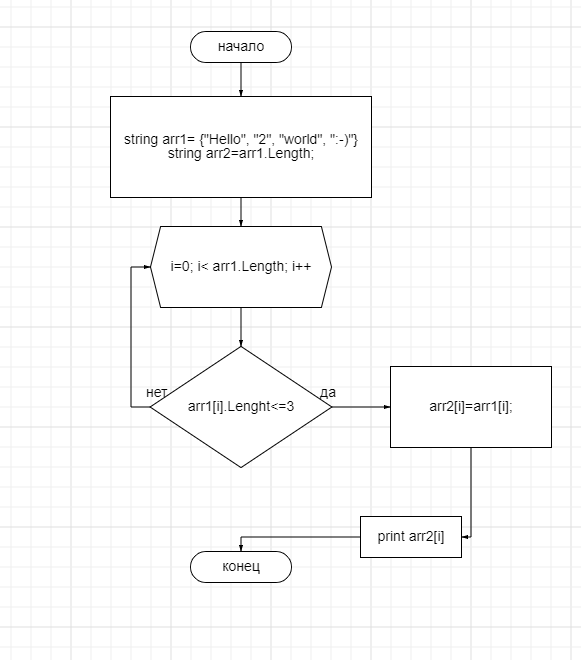 начало
string arr1= {"Hello", "2", "world", ":-)"}
string arr2=arr1.Length;
i=0; i< arr1.Length; i++
нет
да
arr1[i].Lenght<=3
arr2[i]=arr1[i];
print arr2[i]
конец